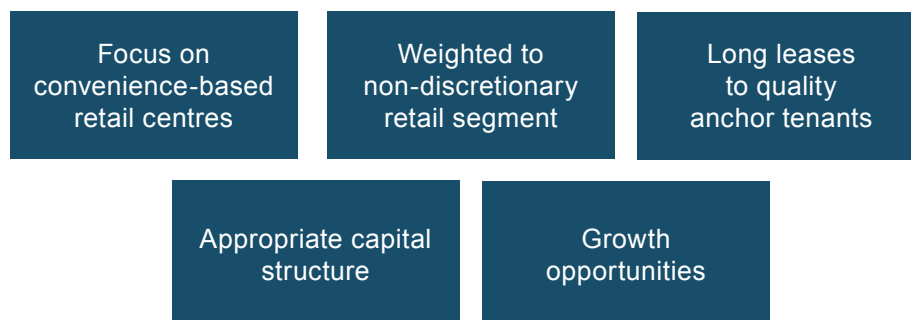 Focus on
convenience-based
retail centres
Weighted to
non-discretionary
retail segment
Long leases
to quality
anchor tenants
Appropriate capital
structure
Growth
opportunities